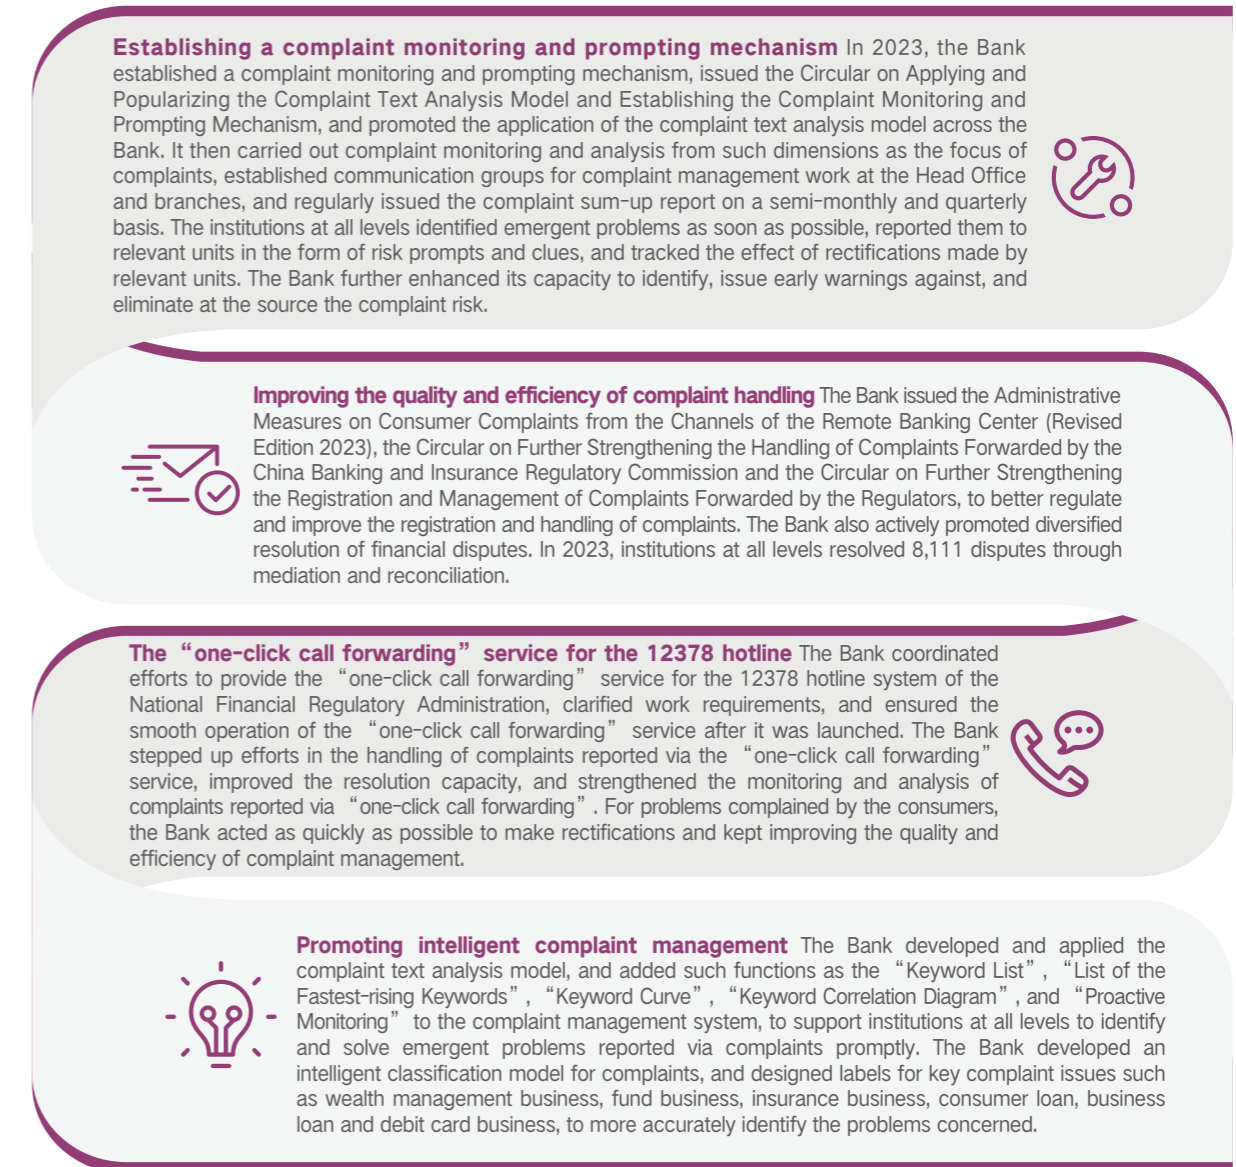 Establishing a complaint monitoring and prompting mechanism In 2023, the Bank
established a complaint monitoring and prompting mechanism, issued the Circular on Applying and
Popularizing the Complaint Text Analysis Model and Establishing the Complaint Monitoring and
Prompting Mechanism, and promoted the application of the complaint text analysis model across the
Bank. It then carried out complaint monitoring and analysis from such dimensions as the focus of
complaints, established communication groups for complaint management work at the Head Office
and branches, and regularly issued the complaint sum-up report on a semi-monthly and quarterly
basis. The institutions at all levels identified emergent problems as soon as possible, reported them to
relevant units in the form of risk prompts and clues, and tracked the effect of rectifications made by
relevant units. The Bank further enhanced its capacity to identify, issue early warnings against, and
eliminate at the source the complaint risk.
Improving the quality and efficiency of complaint handling The Bank issued the Administrative
Measures on Consumer Complaints from the Channels of the Remote Banking Center (Revised
Edition 2023), the Circular on Further Strengthening the Handling of Complaints Forwarded by the
China Banking and Insurance Regulatory Commission and the Circular on Further Strengthening
the Registration and Management of Complaints Forwarded by the Regulators, to better regulate
and improve the registration and handling of complaints. The Bank also actively promoted diversified
resolution of financial disputes. In 2023, institutions at all levels resolved 8,111 disputes through
mediation and reconciliation.
The “one-click call forwarding” service for the 12378 hotline The Bank coordinated
efforts to provide the “one-click call forwarding” service for the 12378 hotline system of the
National Financial Regulatory Administration, clarified work requirements, and ensured the
smooth operation of the “one-click call forwarding” service after it was launched. The Bank
stepped up efforts in the handling of complaints reported via the “one-click call forwarding”
service, improved the resolution capacity, and strengthened the monitoring and analysis of
complaints reported via “one-click call forwarding”. For problems complained by the consumers,
the Bank acted as quickly as possible to make rectifications and kept improving the quality and
efficiency of complaint management.
Promoting intelligent complaint management The Bank developed and applied the
complaint text analysis model, and added such functions as the “Keyword List”, “List of the
Fastest-rising Keywords”, “Keyword Curve”, “Keyword Correlation Diagram”, and “Proactive
Monitoring” to the complaint management system, to support institutions at all levels to identify
and solve emergent problems reported via complaints promptly. The Bank developed an
intelligent classification model for complaints, and designed labels for key complaint issues such
as wealth management business, fund business, insurance business, consumer loan, business
loan and debit card business, to more accurately identify the problems concerned.